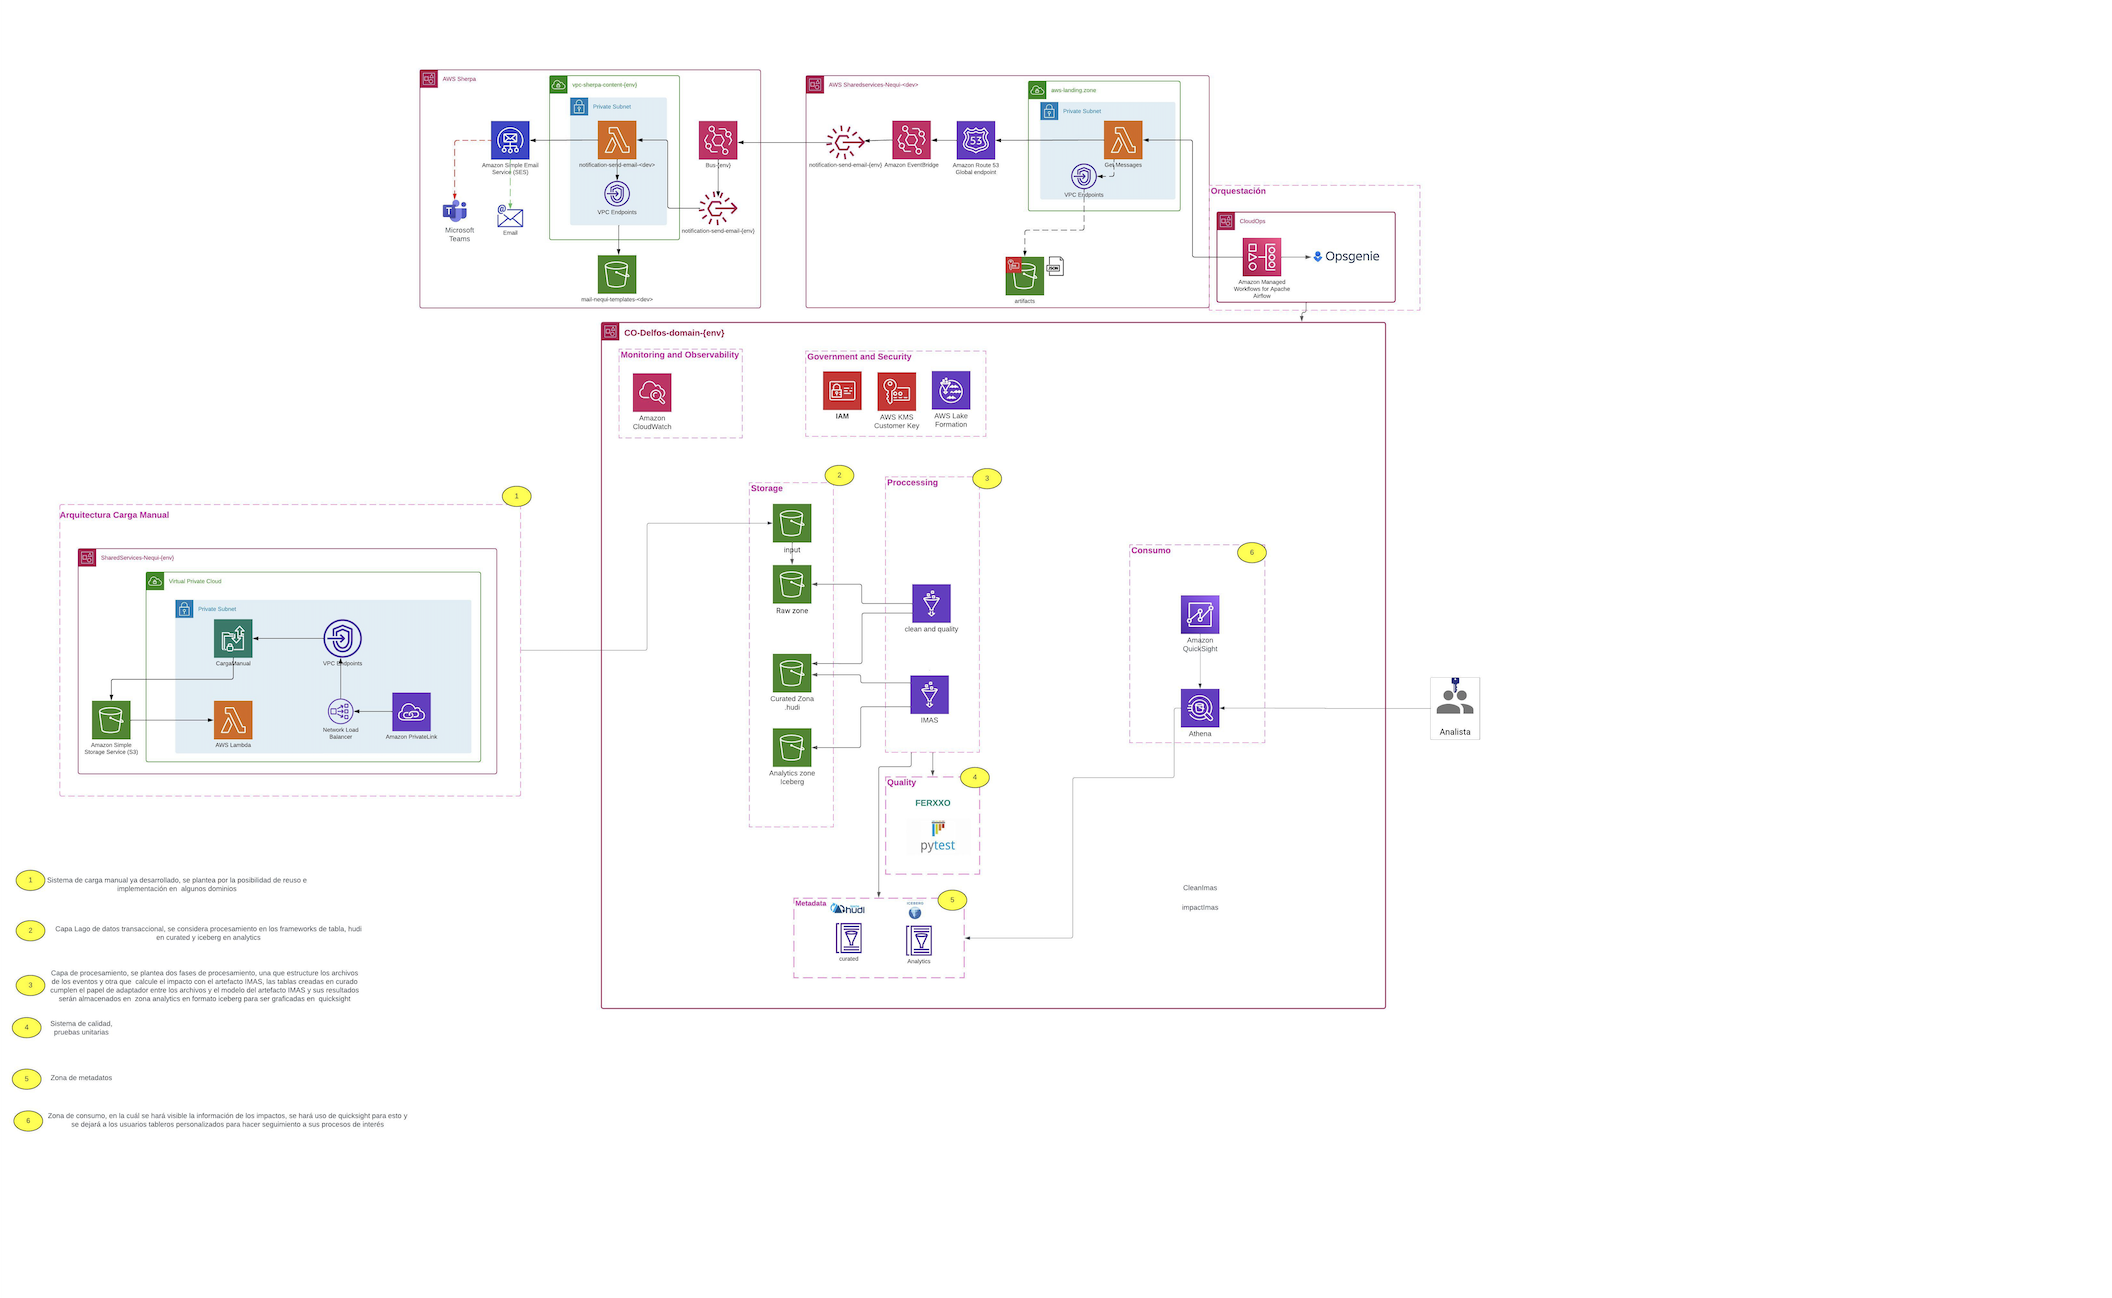 AWS Sherpa
vpc-sherpa-content-{env}
Private Subnet
Amazon Simple Email
Service (SES)
notification-send-email-<dev>
Bus-{env}
VPC Endpoints
notification-send-email-{env}
Microsoft
Teams
Email
mail-nequi-templates-<dev>
AWS Sharedservices-Nequi-<dev>
aws-landing.zone
Private Subnet
notification-send-email-{env}
Amazon EventBridge
53
Amazon Route 53
Global endpoint
Get Messages
VPC Endpoints
JSON
artifacts
Orquestación
CloudOps
Opsgenie
Amazon Managed
Workflows for Apache
Airflow
CO-Delfos-domain-{env}
Monitoring and Observability
Amazon
CloudWatch
Government and Security
IAM
AWS KMS
Customer Key
AWS Lake
Formation
1
Arquitectura Carga Manual
SharedServices-Nequi-{env}
Virtual Private Cloud
Private Subnet
CargaManual
VPC Endpoints
Amazon Simple
Storage Service (S3)
AWS Lambda
Network Load
Balancer
Amazon PrivateLink
2
Storage
input
Raw zone
Curated Zona
.hudi
Analytics zone
Iceberg
3
Proccessing
clean and quality
IMAS
4
Quality
FERXXO
pytest
5
Metadata
hudi
ICEBERG
curated
Analytics
6
Consumo
Amazon
QuickSight
Athena
Analista
CleanImas
impactImas
1
Sistema de carga manual ya desarrollado, se plantea por la posibilidad de reuso e
implementación en algunos dominios
2
Capa Lago de datos transaccional, se considera procesamiento en los frameworks de tabla, hudi
en curated y iceberg en analytics
3
Capa de procesamiento, se plantea dos fases de procesamiento, una que estructure los archivos
de los eventos y otra que calcule el impacto con el artefacto IMAS, las tablas creadas en curado
cumplen el papel de adaptador entre los archivos y el modelo del artefacto IMAS y sus resultados
serán almacenados en zona analytics en formato iceberg para ser graficadas en quicksight
4
Sistema de calidad,
pruebas unitarias
5
Zona de metadatos
6
Zona de consumo, en la cuál se hará visible la información de los impactos, se hará uso de quicksight para esto y
se dejará a los usuarios tableros personalizados para hacer seguimiento a sus procesos de interés